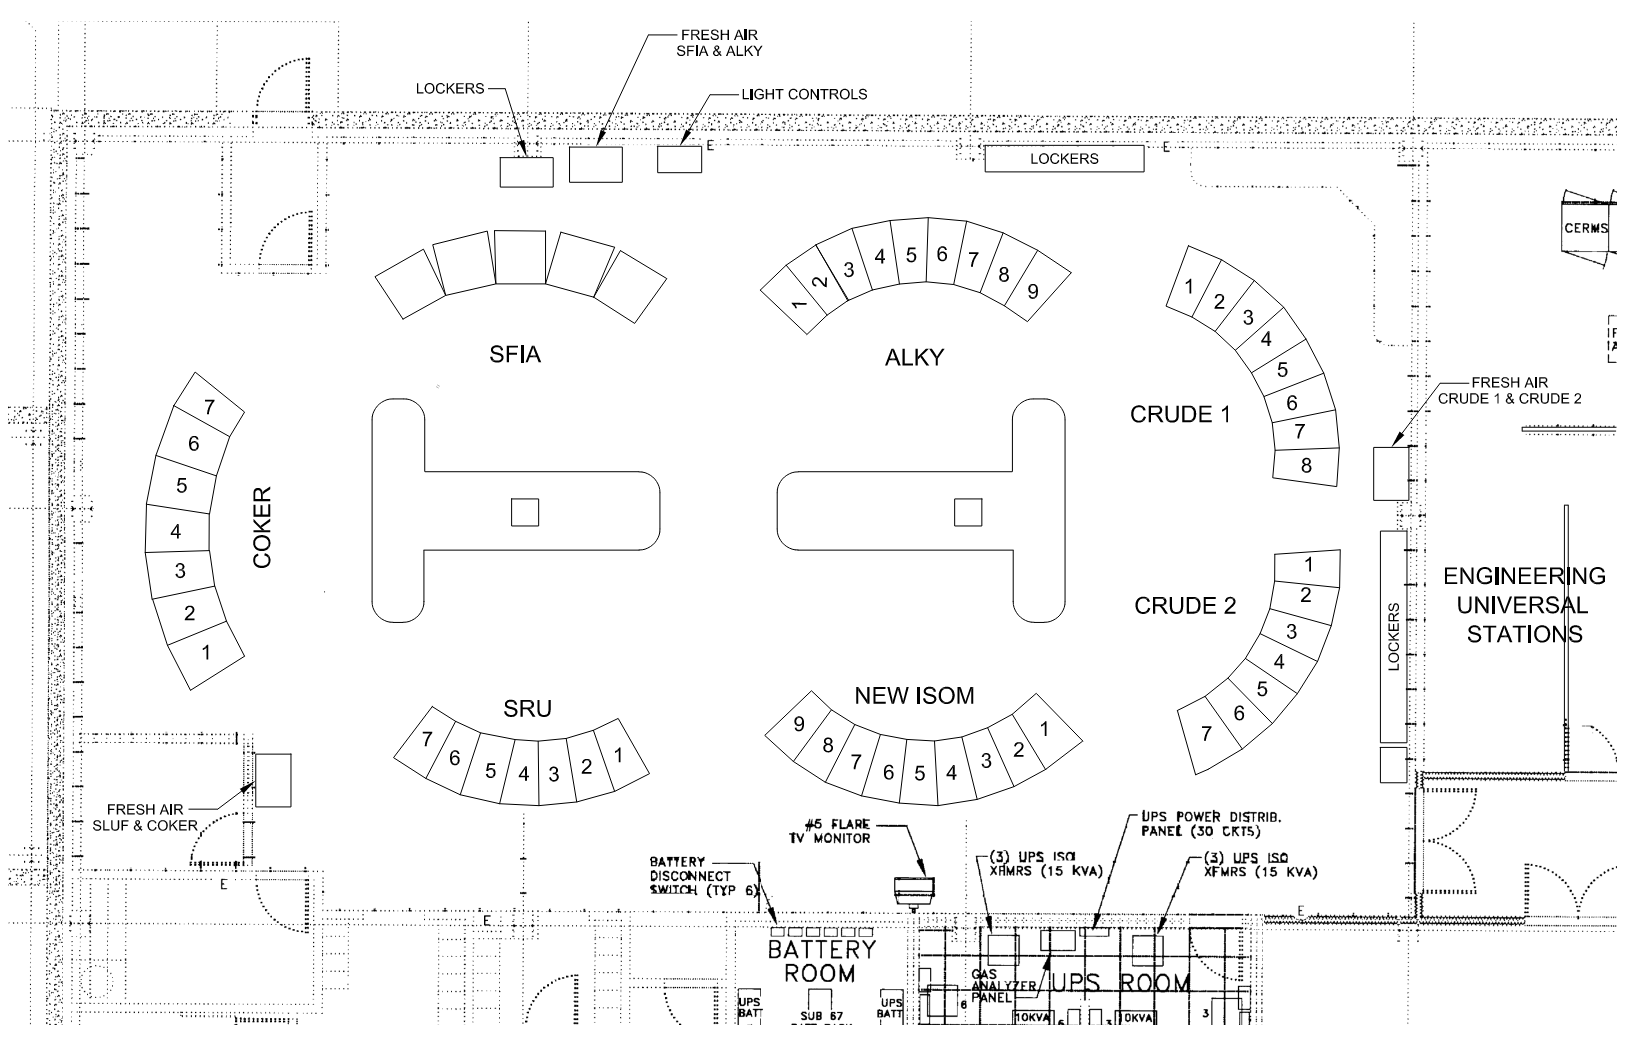 FRESH AIR
SFIA & ALKY
LOCKERS
LIGHT CONTROLS
E
LOCKERS
E
CERMS
SFIA
1
2
3
4
5
6
7
8
9
ALKY
1
2
3
4
5
6
7
8
CRUDE 1
FRESH AIR
CRUDE 1 & CRUDE 2
7
6
5
4
3
2
1
COKER
1
2
3
4
5
6
7
CRUDE 2
LOCKERS
ENGINEERING
UNIVERSAL
STATIONS
SRU
7
6
5
4
3
2
1
NEW ISOM
9
8
7
6
5
4
3
2
1
FRESH AIR
SLUF & COKER
E
#5 FLARE
TV MONITOR
UPS POWER DISTRIB.
PANEL (30 CKTS)
BATTERY
DISCONNECT
SWITCH (TYP 6)
(3) UPS ISO
XFMRS (15 KVA)
(3) UPS ISO
XFMRS (15 KVA)
E
E
BATTERY
ROOM
GAS
ANALYZER
PANEL
UPS ROOM
UPS
BATT
SUB 67
UPS
BATT
6
10KVA
3
10KVA
3